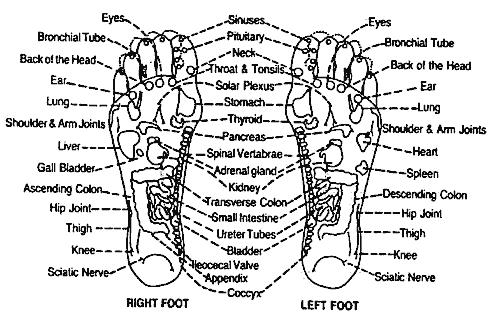 Eyes
Bronchial Tube
Back of the Head
Ear
Lung
Shoulder & Arm Joints
Liver
Gall Bladder
Ascending Colon
Hip Joint
Thigh
Knee
Sciatic Nerve
RIGHT FOOT
Sinuses
Pituitary
Neck
Throat & Tonsils
Solar Plexus
Stomach
Thyroid
Pancreas
Spinal Vertabrae
Adrenal gland
Kidney
Transverse Colon
Small Intestine
Ureter Tubes
Bladder
Ileocecal Valve
Appendix
Coccyx
Eyes
Bronchial Tube
Back of the Head
Ear
Lung
Shoulder & Arm Joints
Heart
Spleen
Descending Colon
Hip Joint
Thigh
Knee
Sciatic Nerve
LEFT FOOT